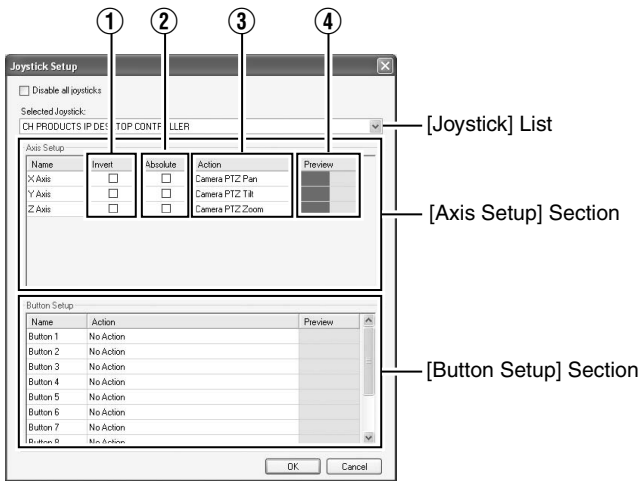 ① ② ③ ④
Joystick Setup
Disable all joysticks
Selected Joystick:
CH PRODUCTS IP DESKTOP CONTROLLER
[Joystick] List
Axis Setup
Name Invert Absolute Action Preview
X Axis Camera PTZ Pan
Y Axis Camera PTZ Tilt
Z Axis Camera PTZ Zoom
[Axis Setup] Section
Button Setup
Name Action Preview
Button 1 No Action
Button 2 No Action
Button 3 No Action
Button 4 No Action
Button 5 No Action
[Button Setup] Section
Button 6 No Action
Button 7 No Action
Button 8 No Action
OK Cancel